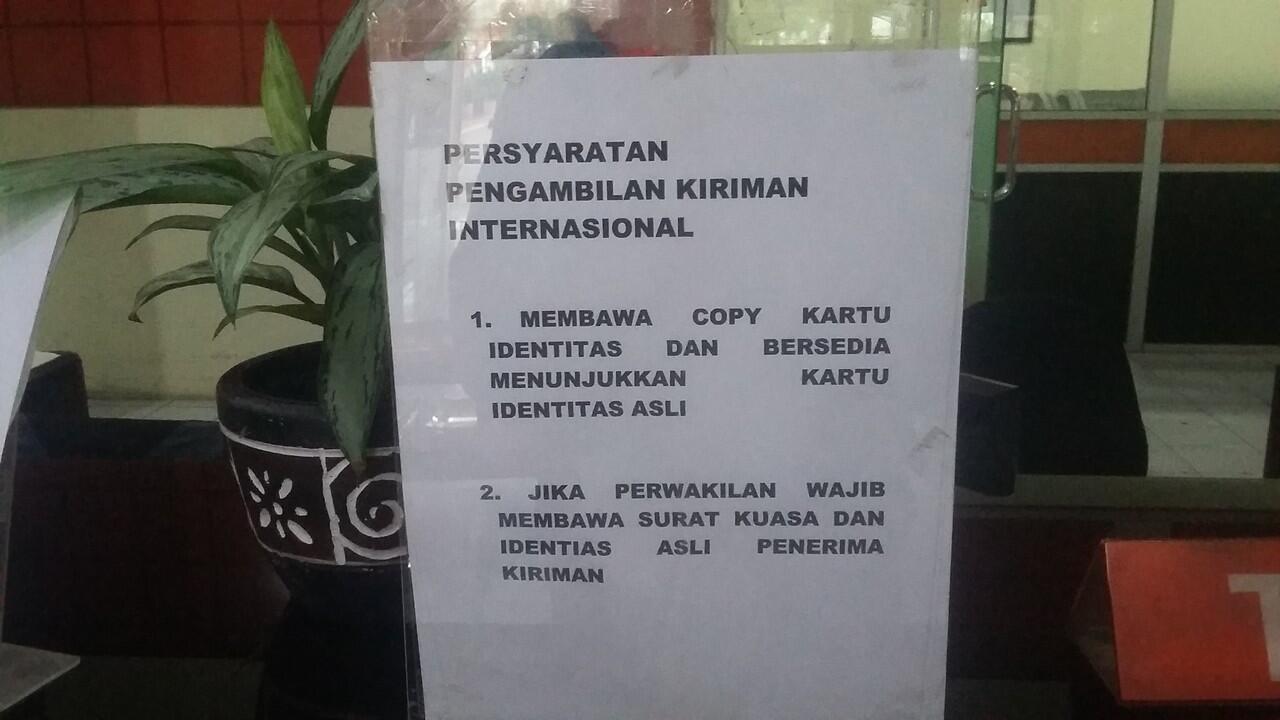 PERSYARATAN
PENGAMBILAN KIRIMAN
INTERNASIONAL
1. MEMBAWA COPY KARTU
IDENTITAS DAN BERSEDIA
MENUNJUKKAN KARTU
IDENTITAS ASLI
2. JIKA PERWAKILAN WAJIB
MEMBAWA SURAT KUASA DAN
IDENTIAS ASLI PENERIMA
KIRIMAN